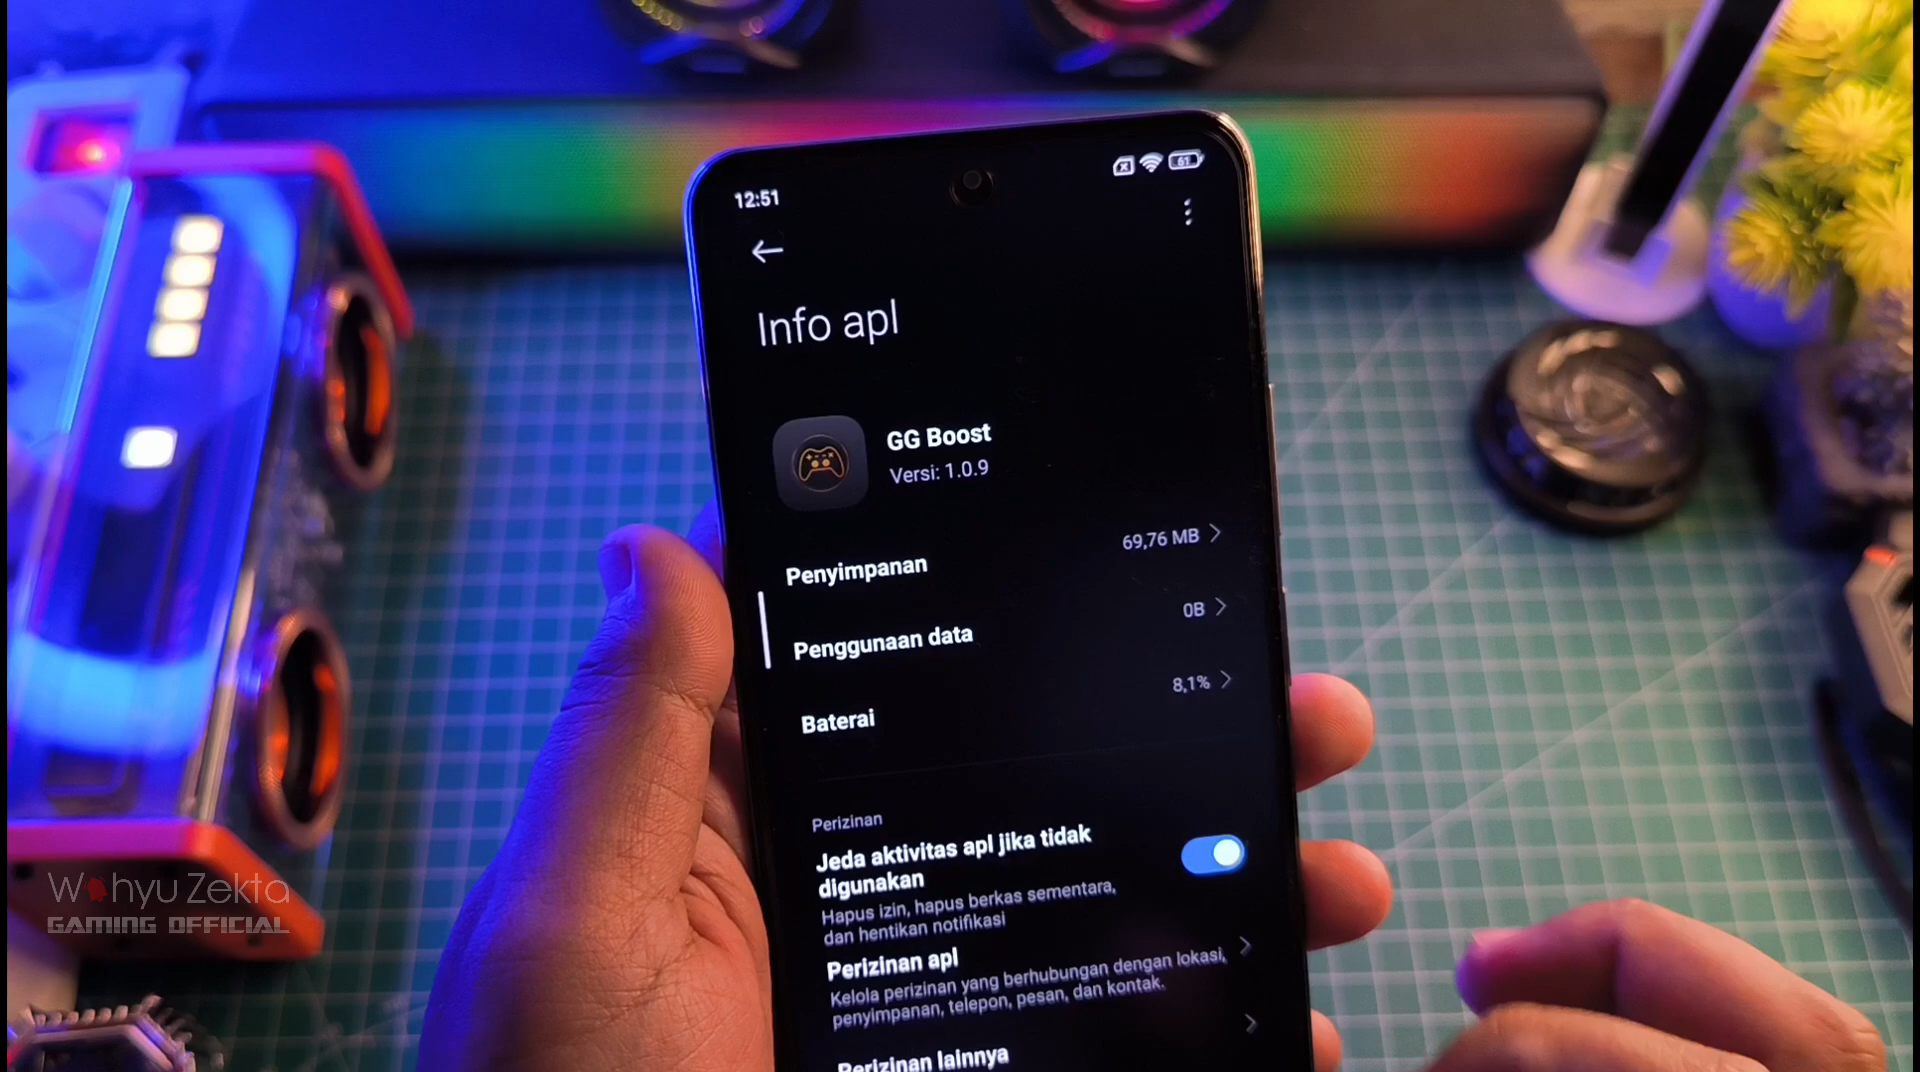 12:51
61
Info apl
GG Boost
Versi: 1.0.9
Penyimpanan
69,76 MB
Penggunaan data
0B
Baterai
8,1%
Perizinan
Jeda aktivitas apl jika tidak
digunakan
Hapus izin, hapus berkas sementara,
dan hentikan notifikasi
Perizinan apl
Kelola perizinan yang berhubungan dengan lokasi,
penyimpanan, telepon, pesan, dan kontak.
Perizinan lainnya
Wahyu Zekta
GAMING OFFICIAL